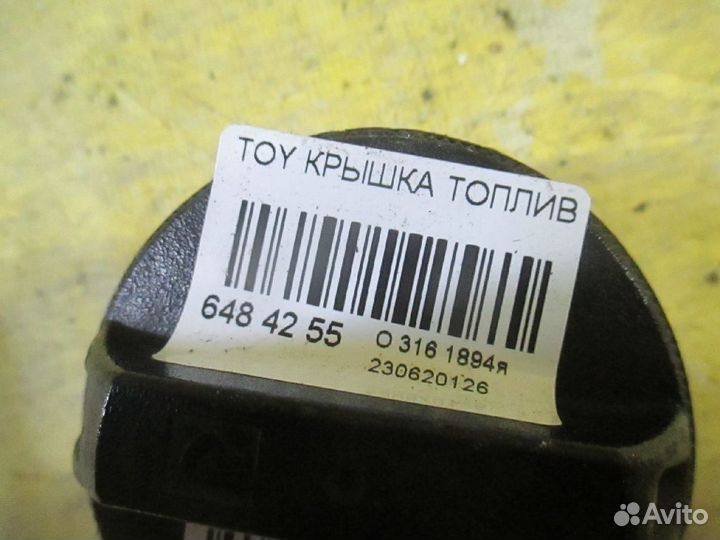 TOY КРЫШКА ТОПЛИВ
648 42 55
О 316 1894я
230620126
Avito